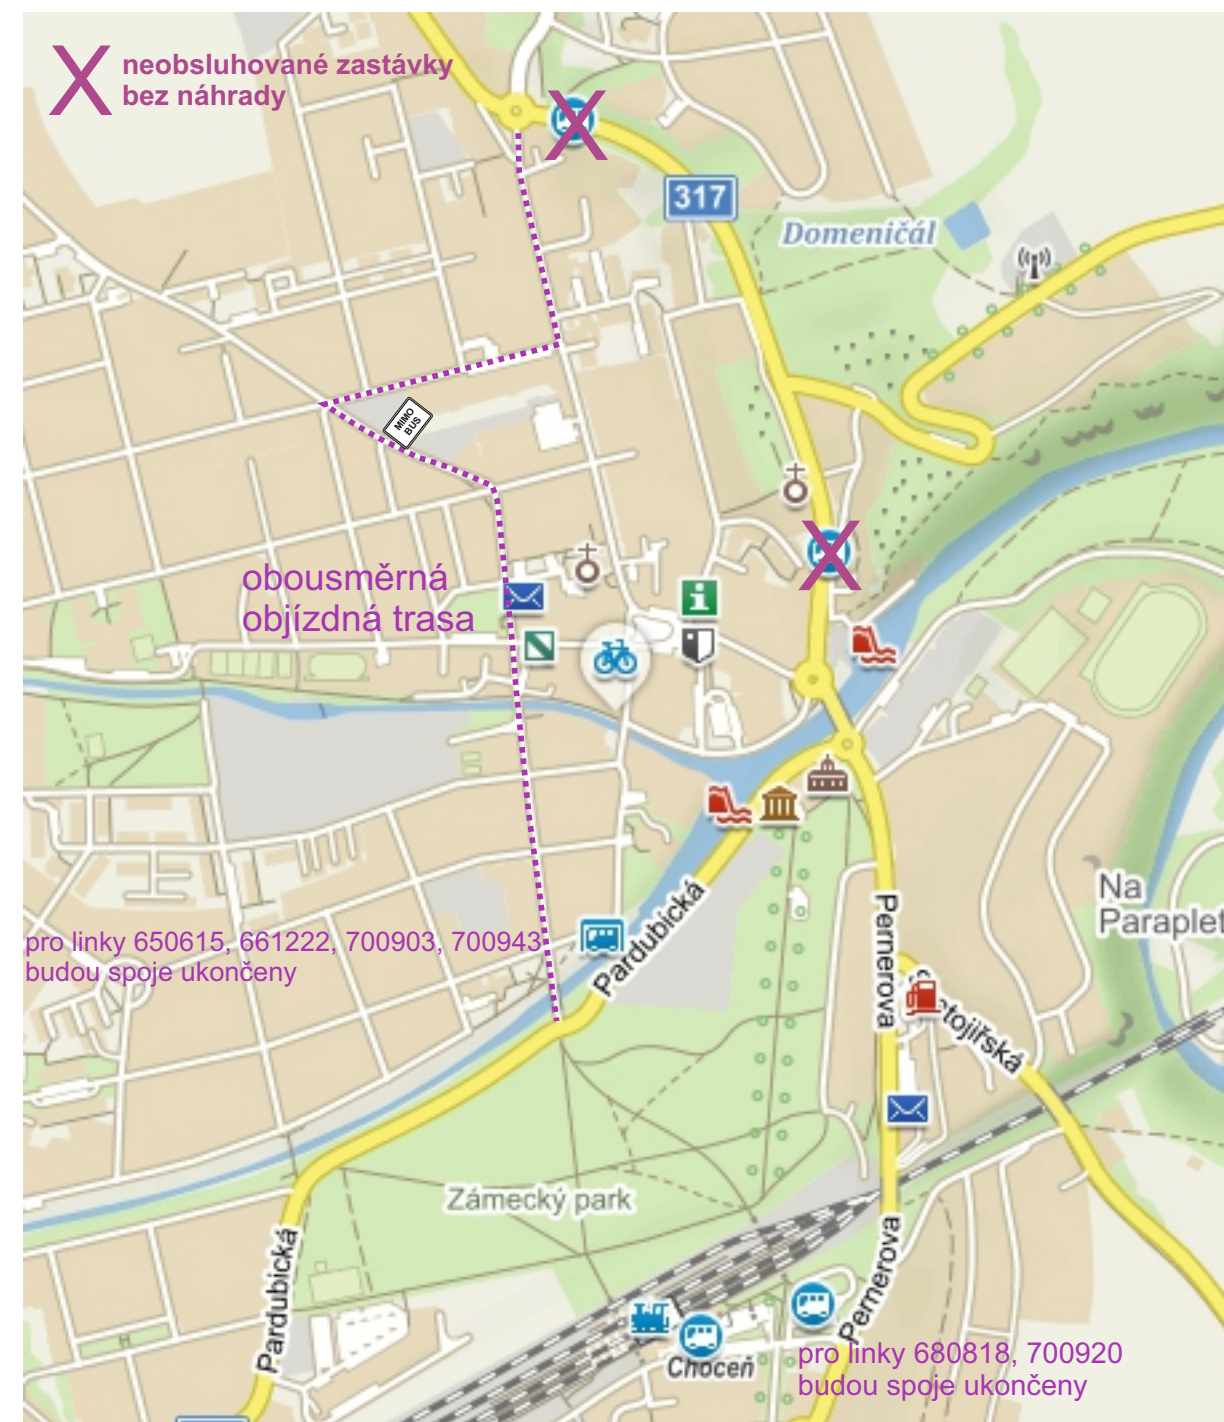 X neobsluhované zastávky
bez náhrady
X
317
Domeničál
MIMO
BUS
X
obousměrná
objízdná trasa
i
Na
Paraplet
Pardubická
Pernerova
pro linky 650615, 661222, 700903, 700943
budou spoje ukončeny
Zámecký park
Pardubická
Pernerova
Choceň
pro linky 680818, 700920
budou spoje ukončeny